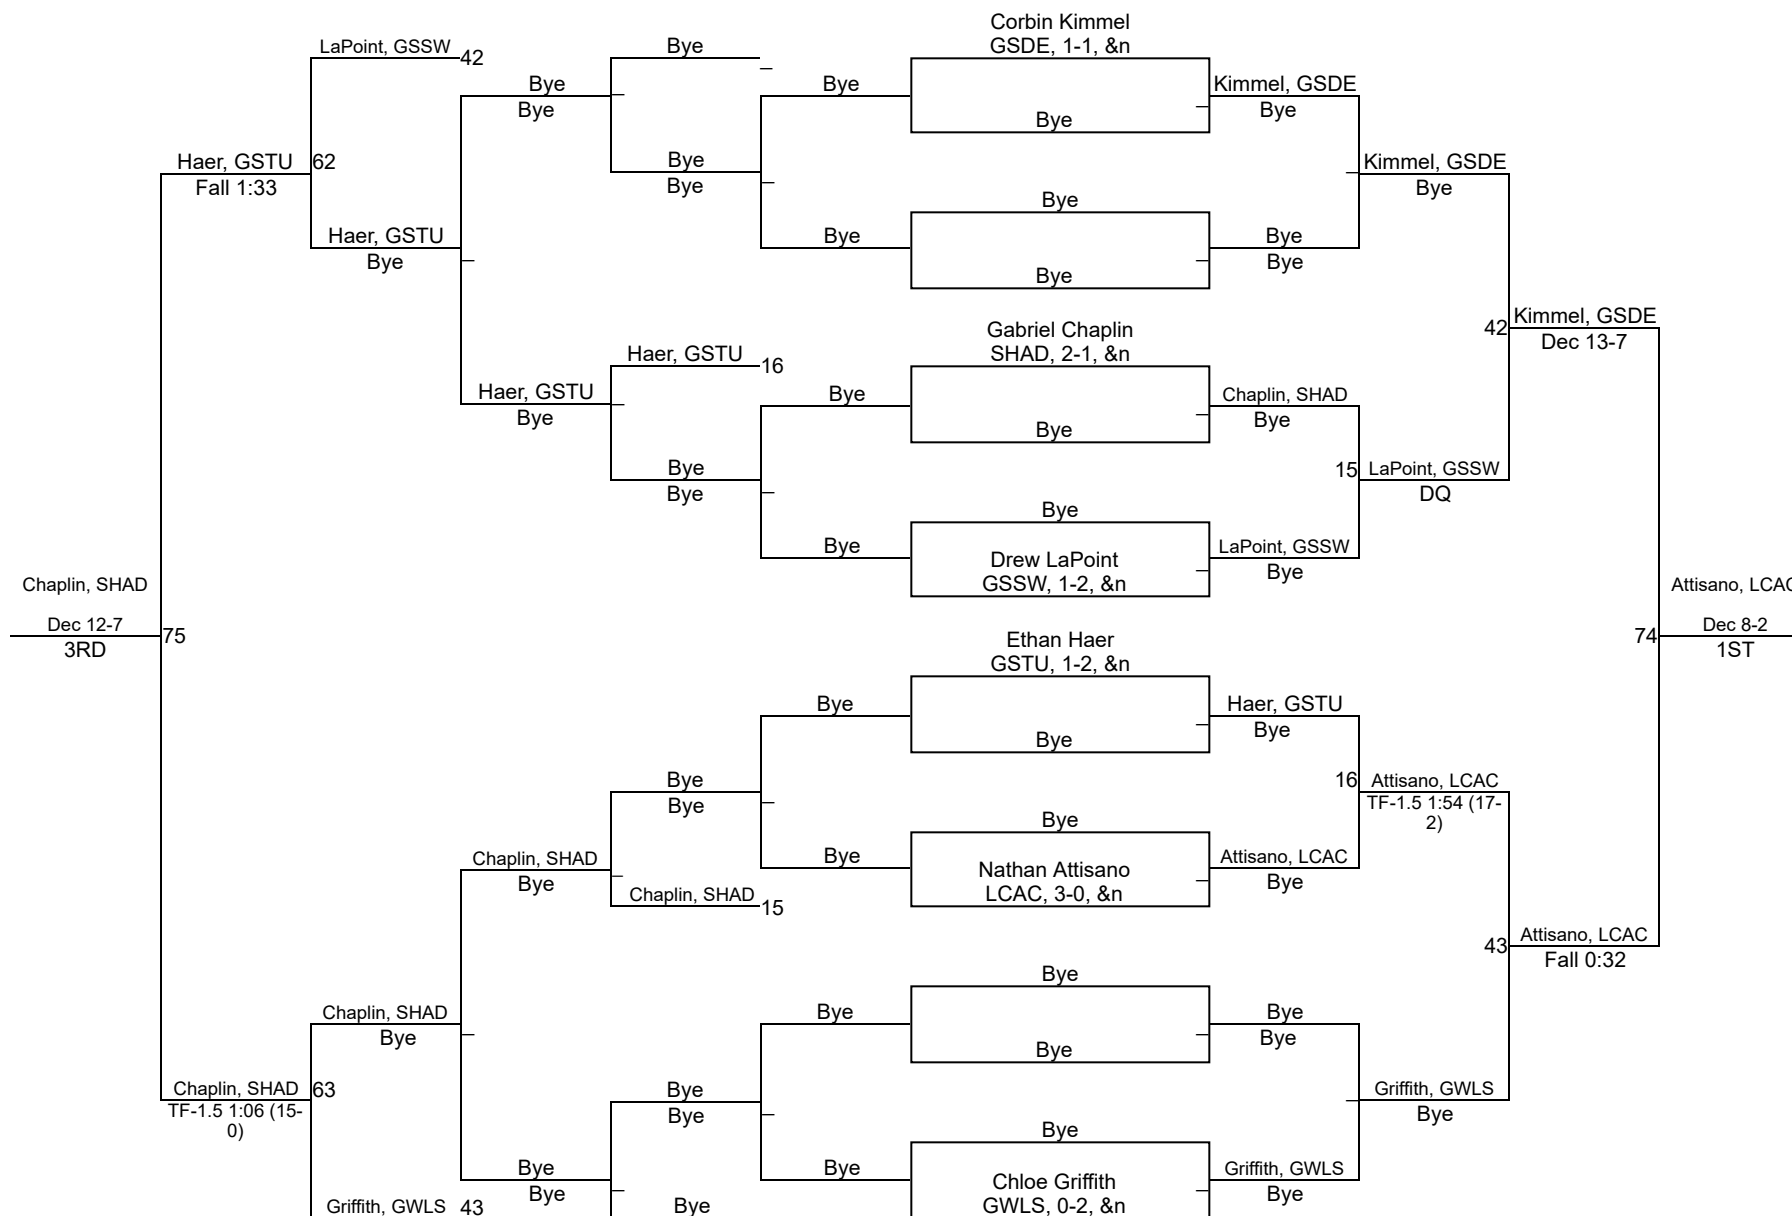 Corbin Kimmel
LaPoint, GSSW
42
Bye
GSDE, 1-1, &n
Bye
Bye
Bye
Kimmel, GSDE
Bye
Bye
Bye
Haer, GSTU
62
Bye
Bye
Kimmel, GSDE
Fall 1:33
Bye
Bye
Haer, GSTU
Bye
Bye
Bye
Bye
Bye
Bye
42
Kimmel, GSDE
Gabriel Chaplin
Dec 13-7
Haer, GSTU
16
SHAD, 2-1, &n
Haer, GSTU
Bye
Chaplin, SHAD
Bye
Bye
Bye
Bye
15
LaPoint, GSSW
Bye
DQ
Bye
Bye
Drew LaPoint
LaPoint, GSSW
GSSW, 1-2, &n
Bye
Chaplin, SHAD
Attisano, LCAC
Dec 12-7
75
74
Dec 8-2
3RD
1ST
Ethan Haer
GSTU, 1-2, &n
Bye
Haer, GSTU
Bye
Bye
Bye
16
Attisano, LCAC
Bye
TF-1.5 1:54 (17-
2)
Bye
Chaplin, SHAD
Bye
Attisano, LCAC
Bye
Nathan Attisano
Bye
Chaplin, SHAD
15
LCAC, 3-0, &n
43
Attisano, LCAC
Fall 0:32
Bye
Chaplin, SHAD
Bye
Bye
Bye
Bye
Bye
Chaplin, SHAD
63
Bye
Griffith, GWLS
TF-1.5 1:06 (15-
0)
Bye
Bye
Bye
Bye
Bye
Bye
Griffith, GWLS
Bye
Chloe Griffith
Bye
Griffith, GWLS
43
Bye
GWLS, 0-2, &n